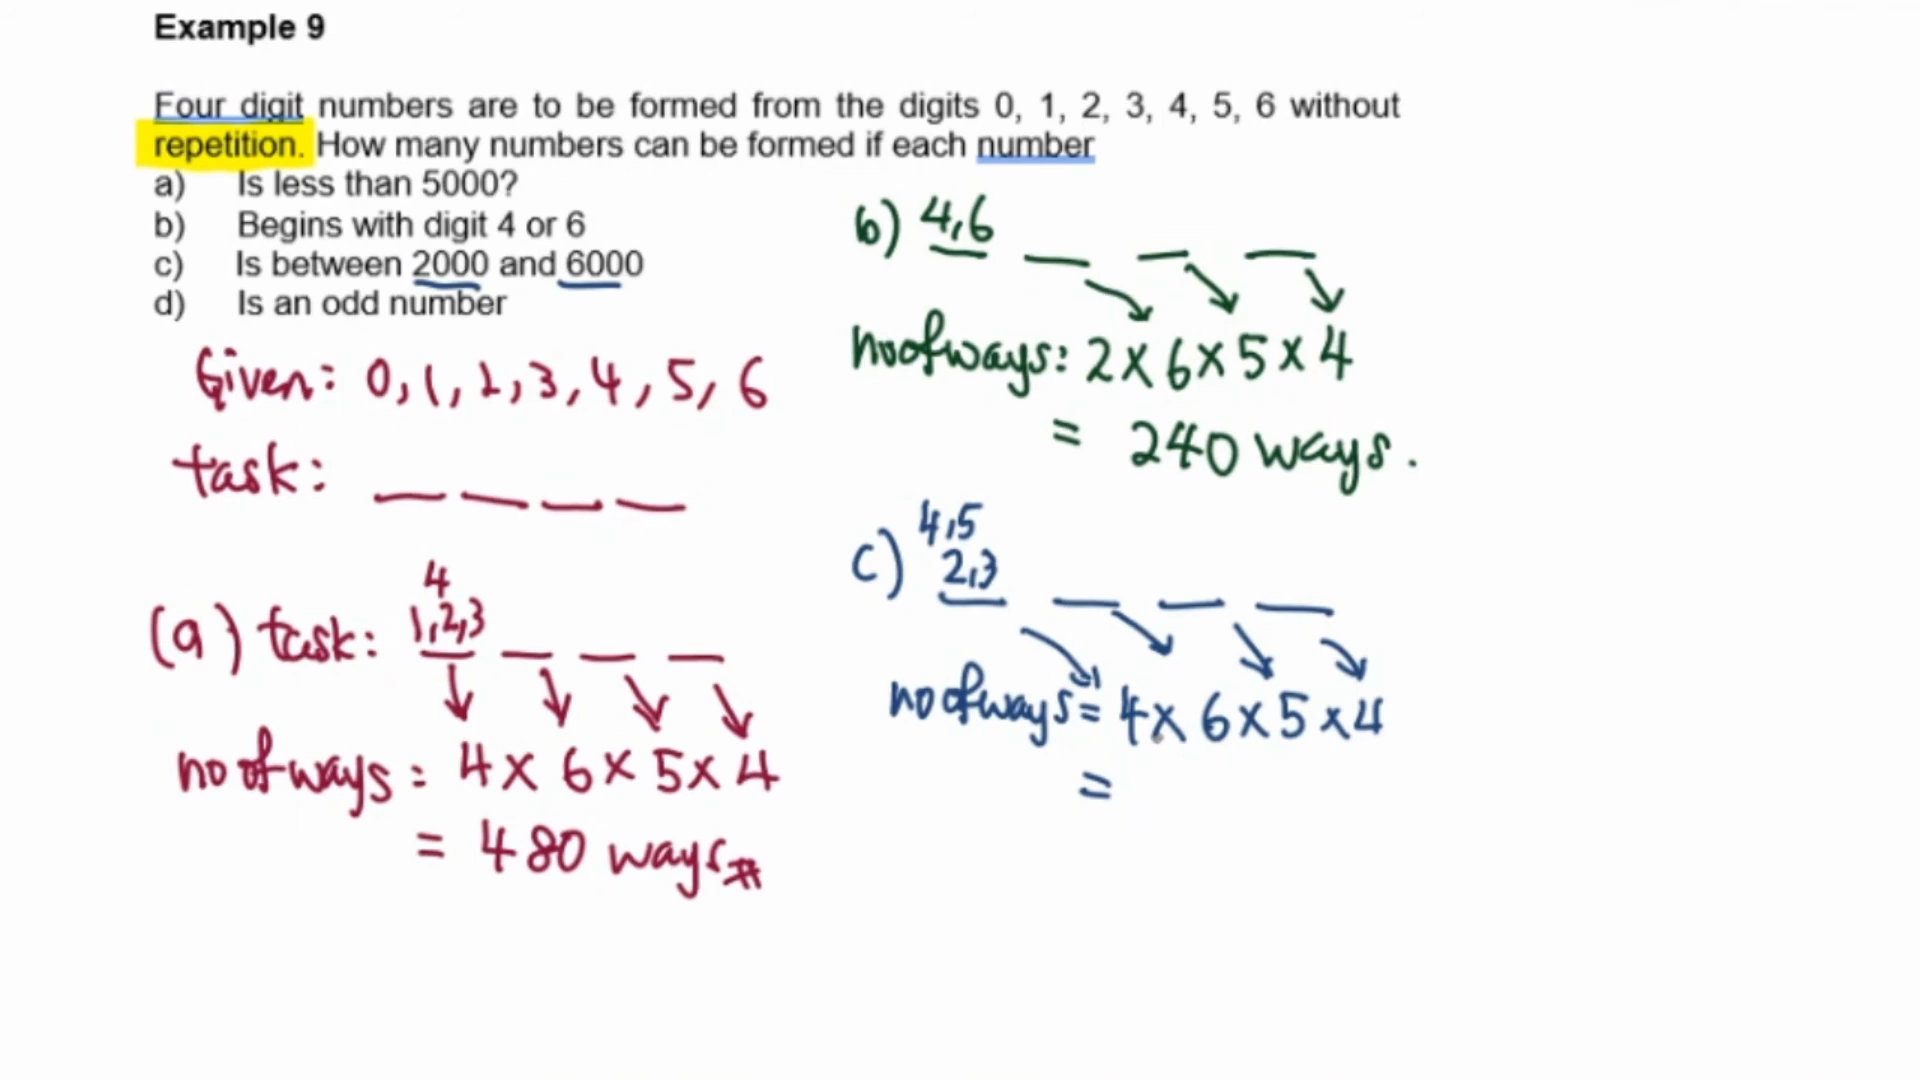 Example 9
Four digit numbers are to be formed from the digits 0, 1, 2, 3, 4, 5, 6 without
repetition. How many numbers can be formed if each number
a) Is less than 5000?
b) Begins with digit 4 or 6
c) Is between 2000 and 6000
d) Is an odd number
Given: 0, 1, 2, 3, 4, 5, 6
task: _ _ _ _
4
(a) task: 1,2,3 _ _ _
no of ways = 4 x 6 x 5 x 4
= 480 ways #
b) 4,6 _ _ _
no of ways: 2 x 6 x 5 x 4
= 240 ways.
4,5
c) 2,3 _ _ _
no of ways = 4 x 6 x 5 x 4
=